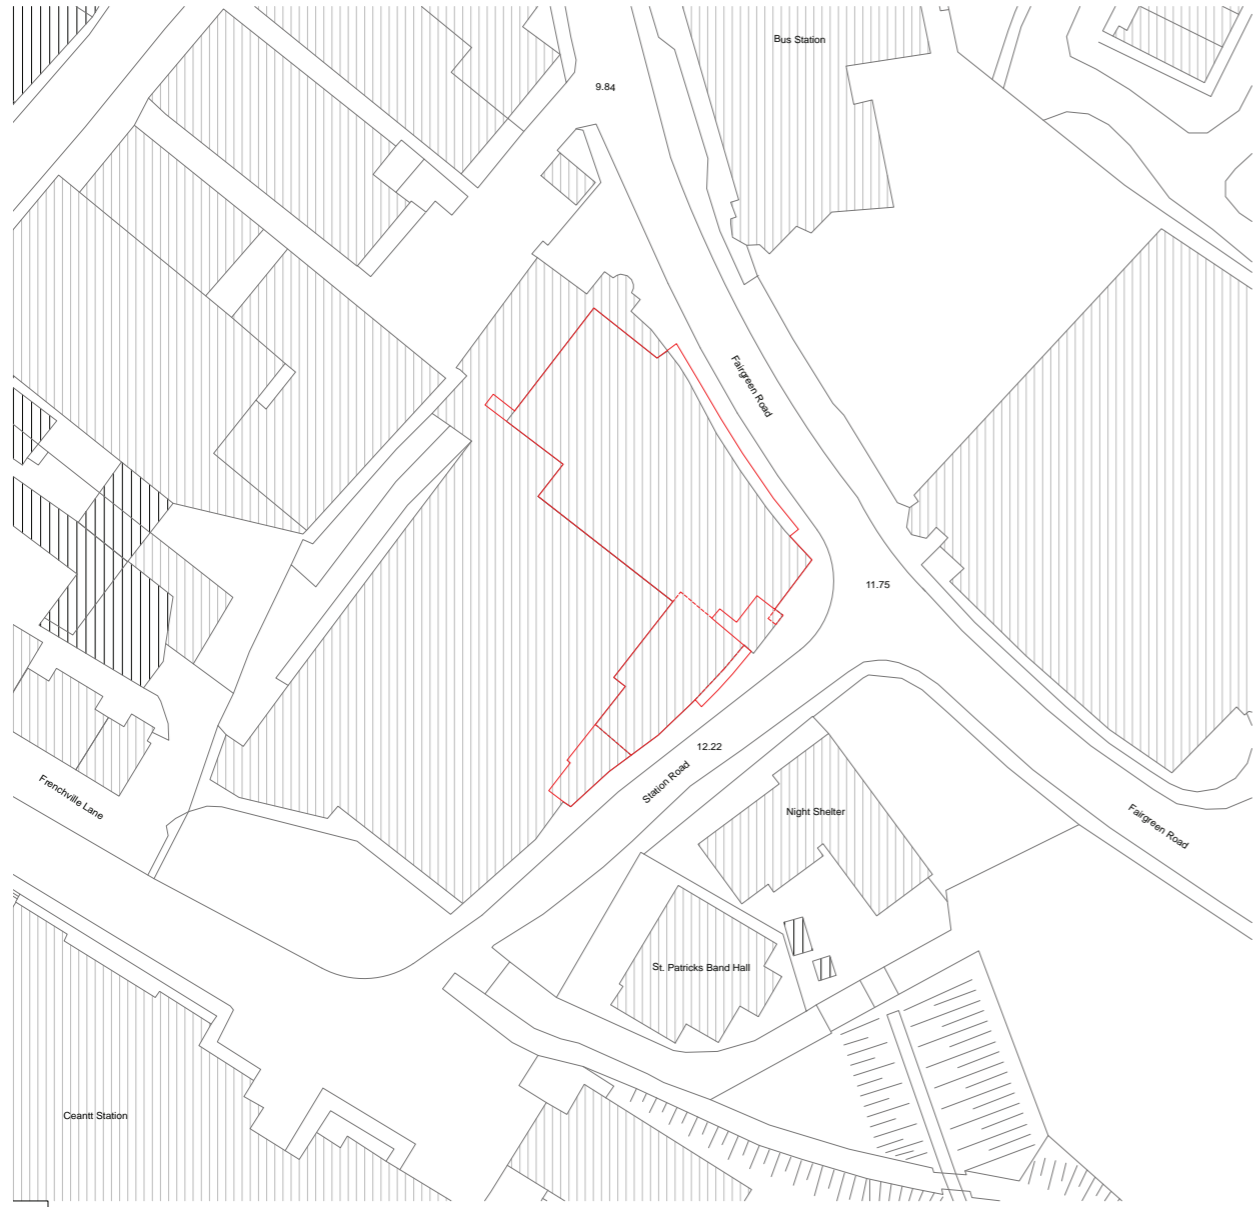 Bus Station
9.84
Fairgreen Road
11.75
12.22
Station Road
Frenchville Lane
Night Shelter
Fairgreen Road
St. Patricks Band Hall
Ceantt Station